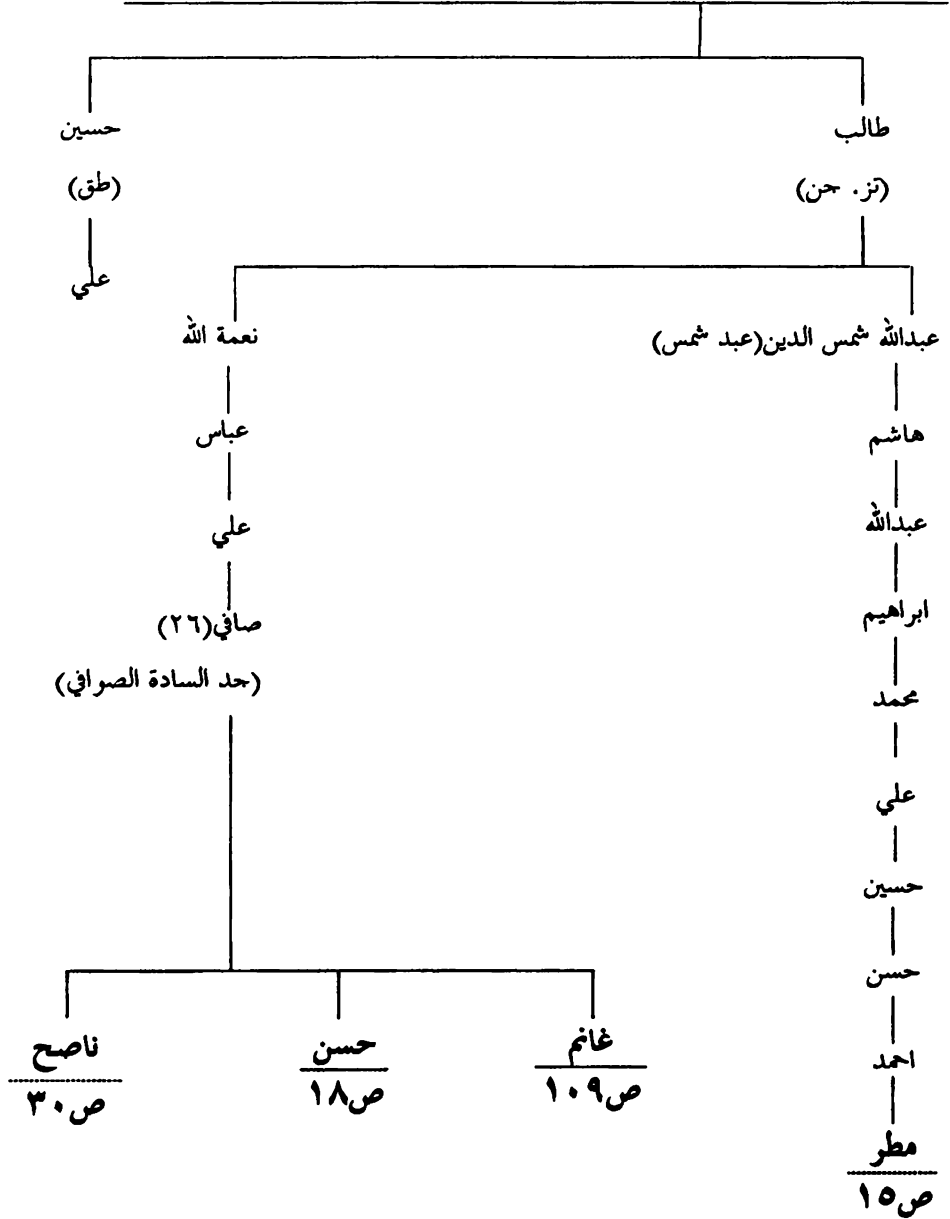 طالب
حسين
(تز. حن)
(طق)
علي
عبدالله شمس الدين(عبد شمس)
نعمة الله
هاشم
عباس
عبدالله
علي
ابراهيم
صافي(٢٦)
(جد السادة الصوافي)
محمد
علي
حسين
حسن
غانم
حسن
ناصح
احمد
ص١٠٩
ص١٨
ص٣٠
مطر
ص١٥